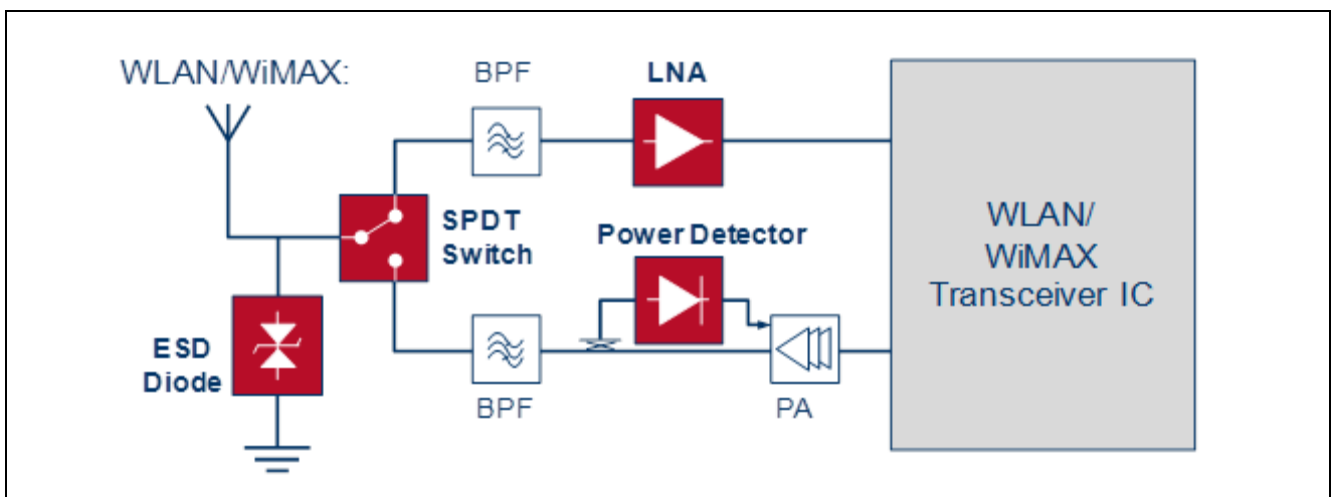 WLAN/WiMAX:
BPF
LNA
SPDT
Switch
Power Detector
WLAN/
WiMAX
Transceiver IC
ESD
Diode
BPF
PA